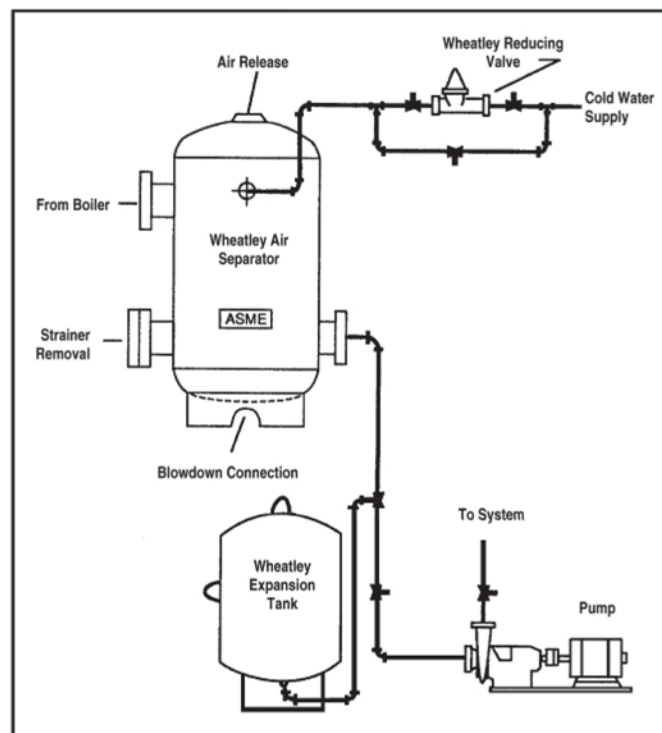 Wheatley Reducing
Valve
Air Release
Cold Water
Supply
From Boiler
Wheatley Air
Separator
ASME
Strainer
Removal
Blowdown Connection
To System
Wheatley
Expansion
Tank
Pump